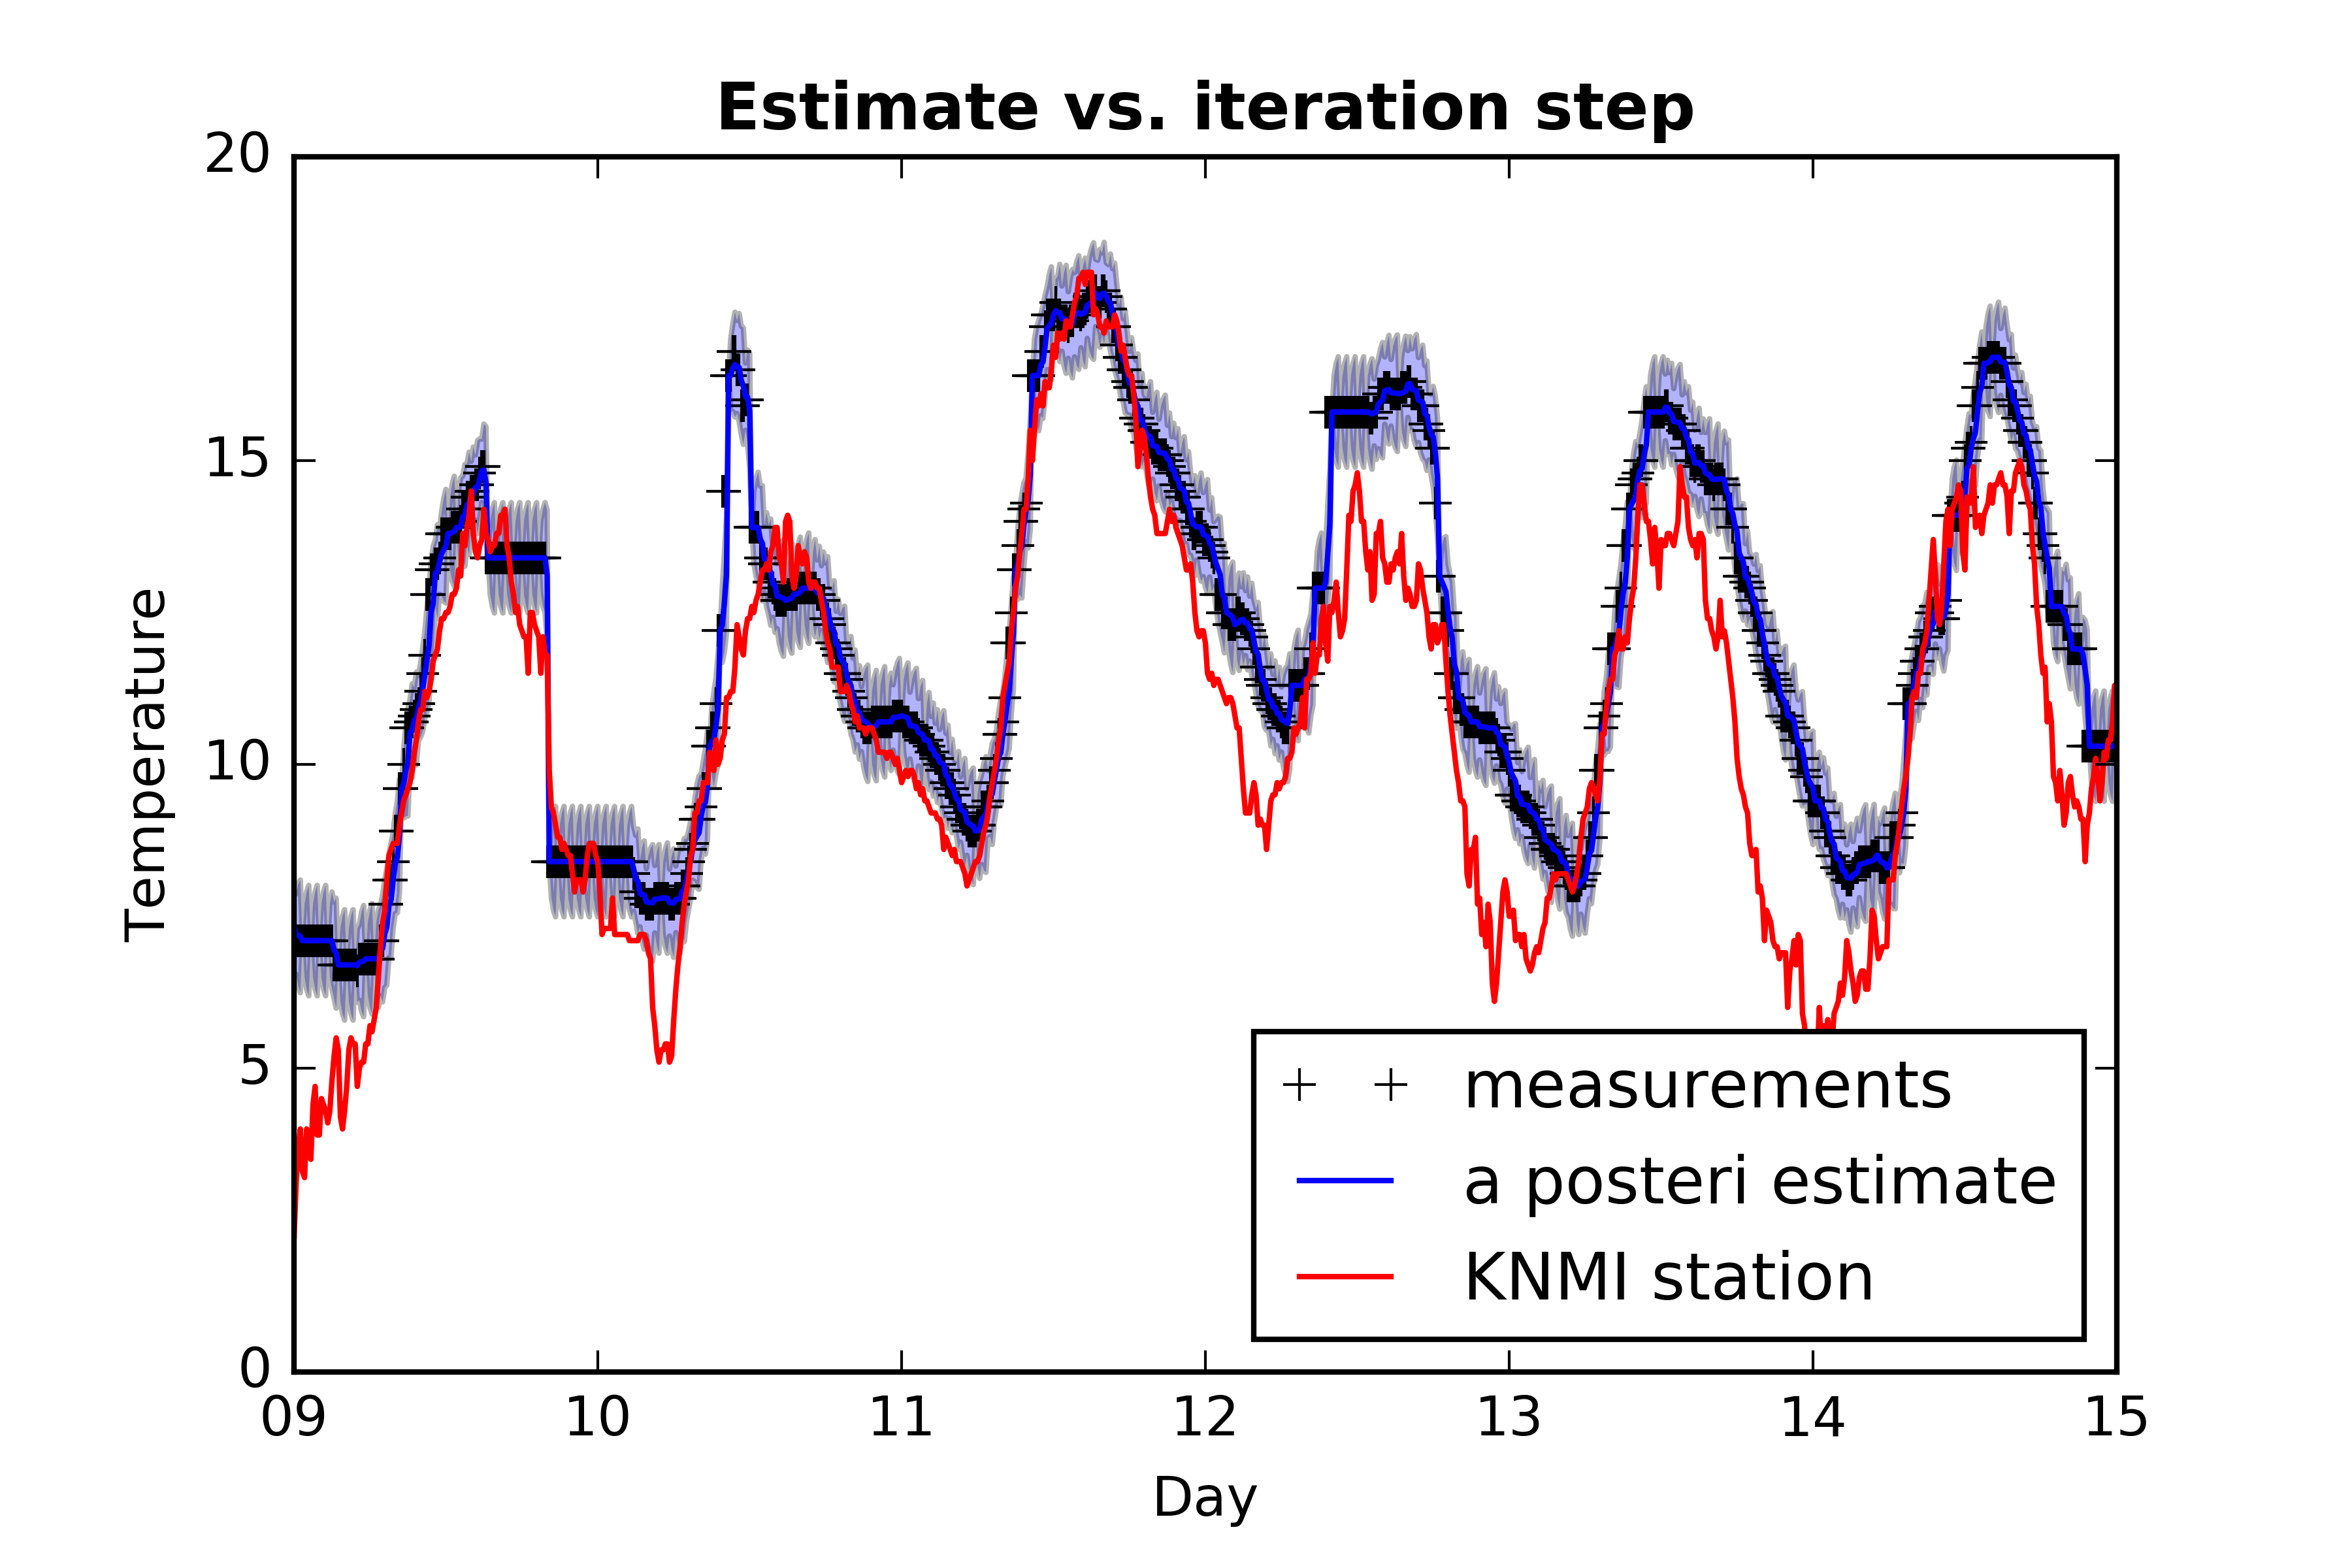 Estimate vs. iteration step
20
15
10
5
0
Temperature
09 10 11 12 13 14 15
Day
measurements
a posteri estimate
KNMI station